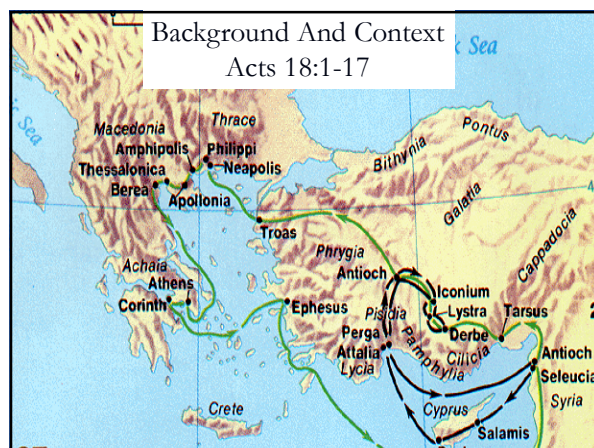 Background And Context
Acts 18:1-17
Sea
Sea
Macedonia
Thrace
Amphipolis
Philippi
Thessalonica
Neapolis
Berea
Apollonia
Troas
Bithynia
Pontus
Galatia
Cappadocia
Phrygia
Antioch
Iconium
Lystra
Pisidia
Derbe
Tarsus
Achaia
Athens
Corinth
Ephesus
Perga
Attalia
Lycia
Pamphylia
Cilicia
Antioch
Seleucia
Syria
Cyprus
Salamis
Crete